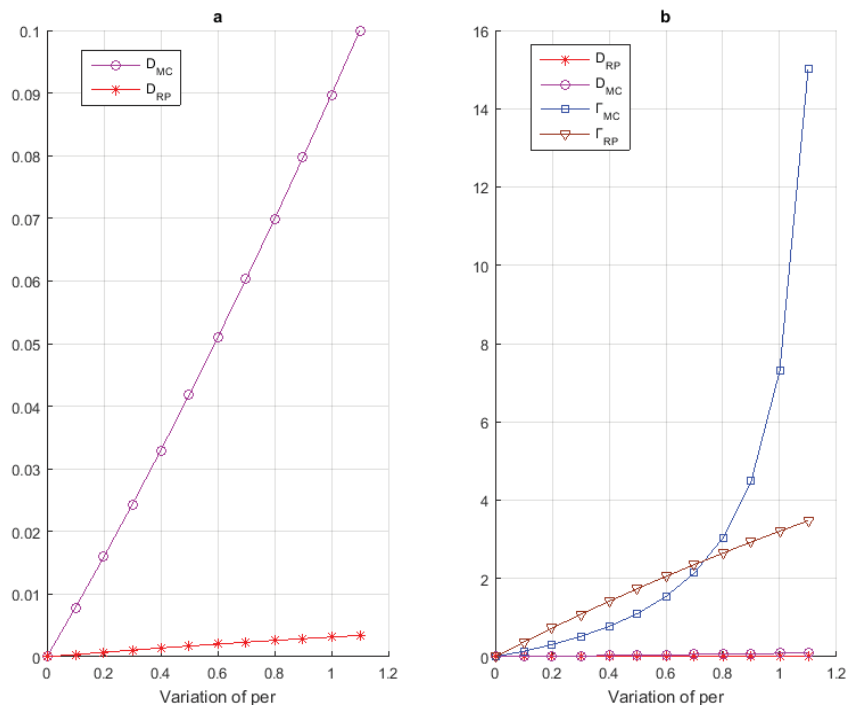 a
0.1
0.09
0.08
0.07
0.06
0.05
0.04
0.03
0.02
0.01
0
D_MC
D_RP
0 0.2 0.4 0.6 0.8 1 1.2
Variation of per
b
16
14
12
10
8
6
4
2
0
D_RP
D_MC
Γ_MC
Γ_RP
0 0.2 0.4 0.6 0.8 1 1.2
Variation of per